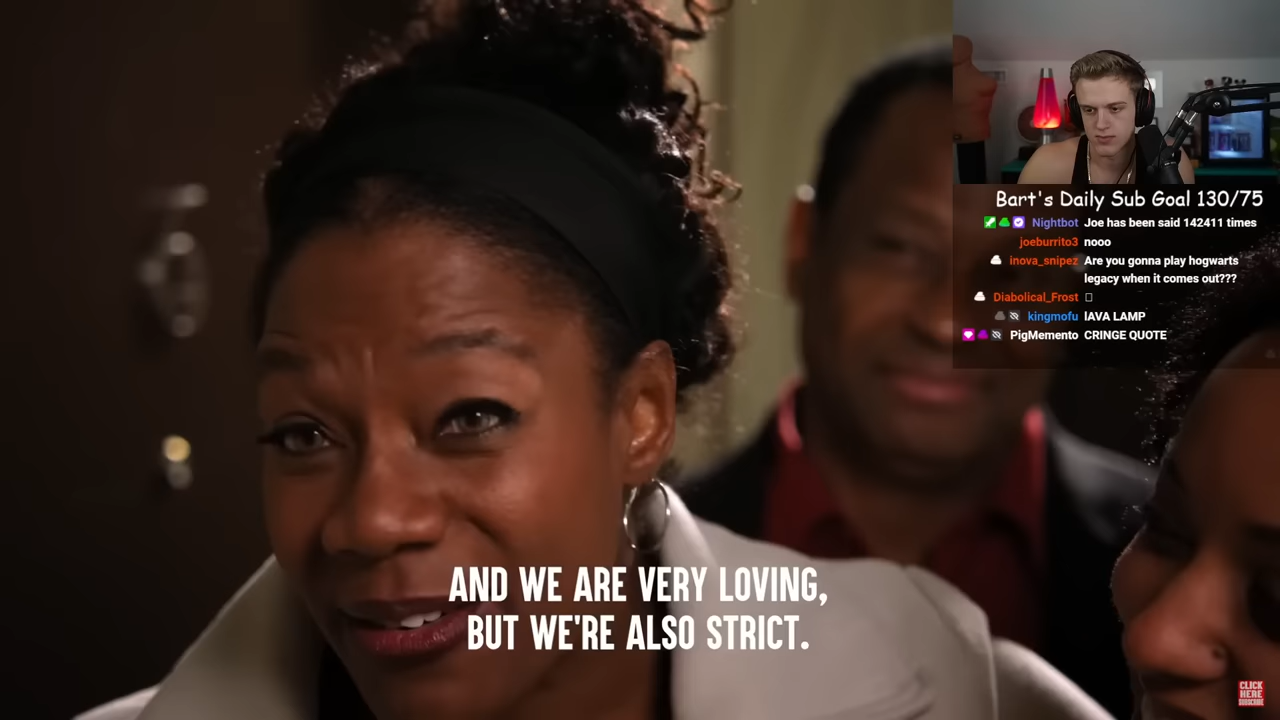 Bart's Daily Sub Goal 130/75
Nightbot Joe has been said 142411 times
joeburrito3 nooo
inova_snipez Are you gonna play hogwarts
legacy when it comes out???
Diabolical_Frost
kingmofu lAVA LAMP
PigMemento CRINGE QUOTE
AND WE ARE VERY LOVING,
BUT WE'RE ALSO STRICT.
CLICK
HERE
SUBSCRIBE